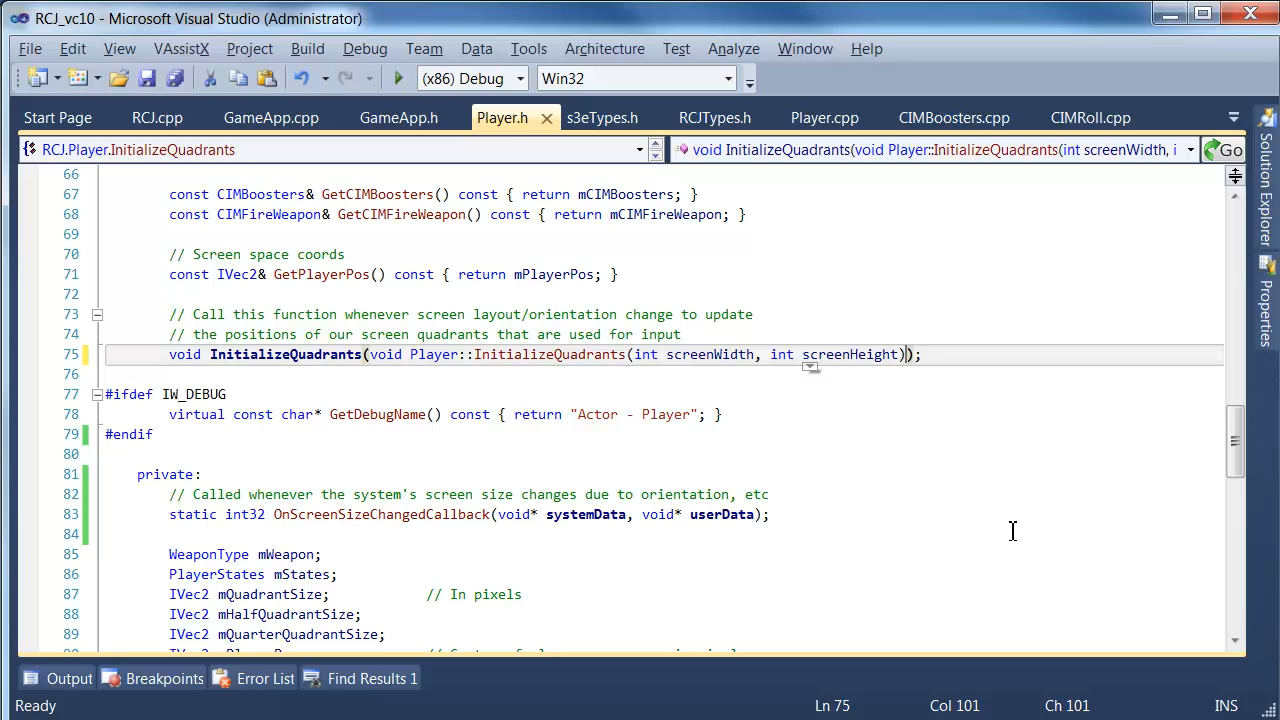 RCJ_vc10 - Microsoft Visual Studio (Administrator)
File Edit View VAssistX Project Build Debug Team Data Tools Architecture Test Analyze Window Help
(x86) Debug Win32
Start Page RCJ.cpp GameApp.cpp GameApp.h Player.h s3eTypes.h RCJTypes.h Player.cpp CIMBoosters.cpp CIMRoll.cpp
RCJ.Player.InitializeQuadrants void InitializeQuadrants(void Player::InitializeQuadrants(int screenWidth, i Go
66
67 const CIMBoosters& GetCIMBoosters() const { return mCIMBoosters; }
68 const CIMFireWeapon& GetCIMFireWeapon() const { return mCIMFireWeapon; }
69
70 // Screen space coords
71 const IVec2& GetPlayerPos() const { return mPlayerPos; }
72
73 // Call this function whenever screen layout/orientation change to update
74 // the positions of our screen quadrants that are used for input
75 void InitializeQuadrants(void Player::InitializeQuadrants(int screenWidth, int screenHeight));
76
77 #ifdef IW_DEBUG
78 virtual const char* GetDebugName() const { return "Actor - Player"; }
79 #endif
80
81 private:
82 // Called whenever the system's screen size changes due to orientation, etc
83 static int32 OnScreenSizeChangedCallback(void* systemData, void* userData);
84
85 WeaponType mWeapon;
86 PlayerStates mStates;
87 IVec2 mQuadrantSize; // In pixels
88 IVec2 mHalfQuadrantSize;
89 IVec2 mQuarterQuadrantSize;
Solution Explorer
Properties
Output Breakpoints Error List Find Results 1
Ready Ln 75 Col 101 Ch 101 INS